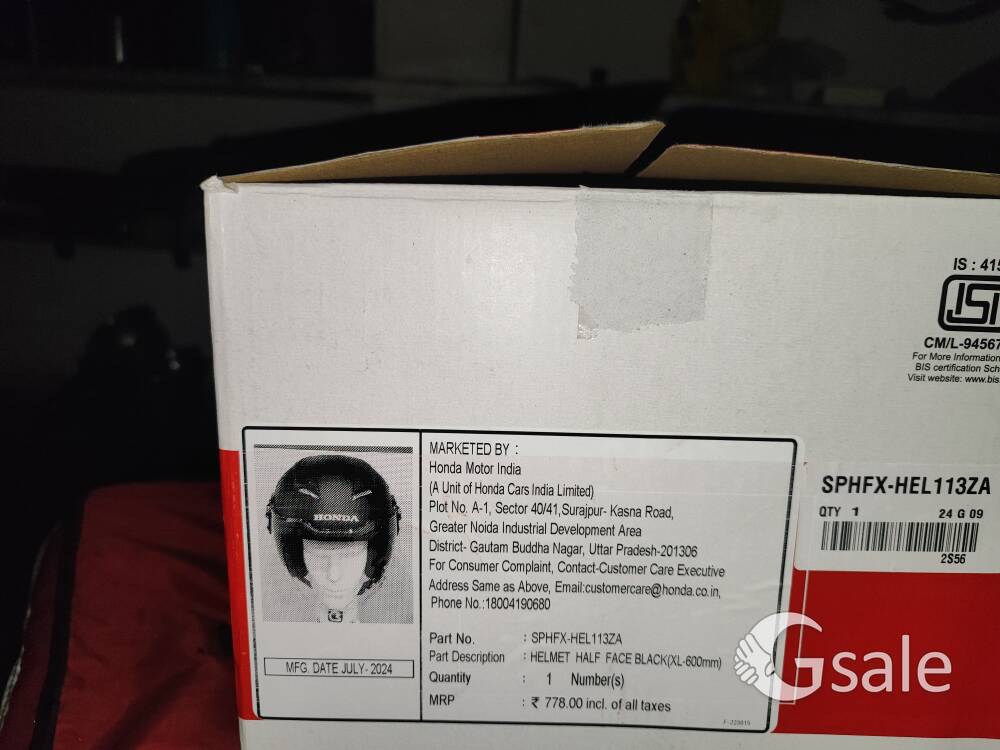 IS : 415
ISI
CM/L-94567
For More Information
BIS certification Sch
Visit website: www.bis
HONDA
MFG. DATE JULY- 2024
MARKETED BY :
Honda Motor India
(A Unit of Honda Cars India Limited)
Plot No. A-1, Sector 40/41,Surajpur- Kasna Road,
Greater Noida Industrial Development Area
District- Gautam Buddha Nagar, Uttar Pradesh-201306
For Consumer Complaint, Contact-Customer Care Executive
Address Same as Above, Email:customercare@honda.co.in,
Phone No.:18004190680
Part No. : SPHFX-HEL113ZA
Part Description : HELMET HALF FACE BLACK(XL-600mm)
Quantity : 1 Number(s)
MRP : ₹ 778.00 incl. of all taxes
SPHFX-HEL113ZA
QTY 1 24 G 09
2S56
Gsale